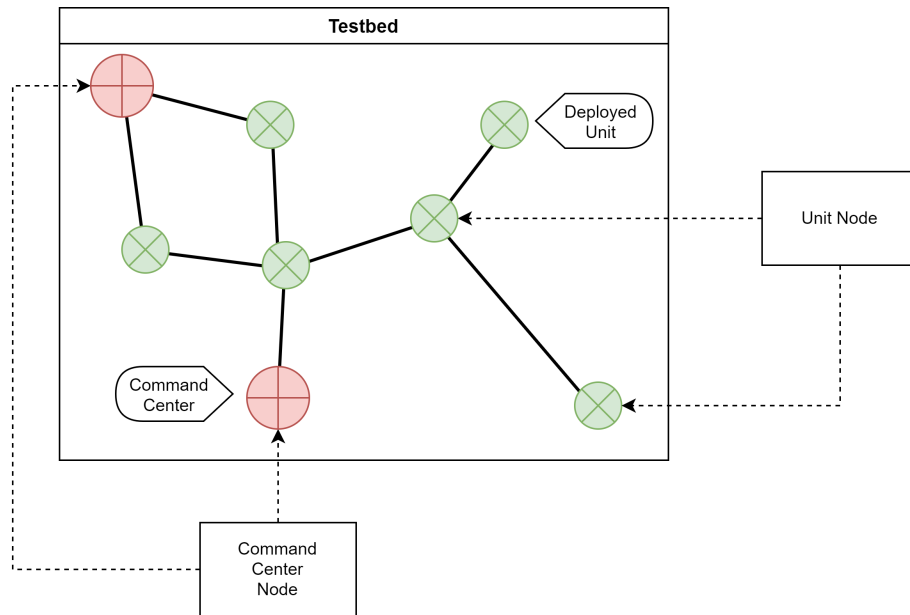 Testbed
Deployed
Unit
Unit Node
Command
Center
Command
Center
Node